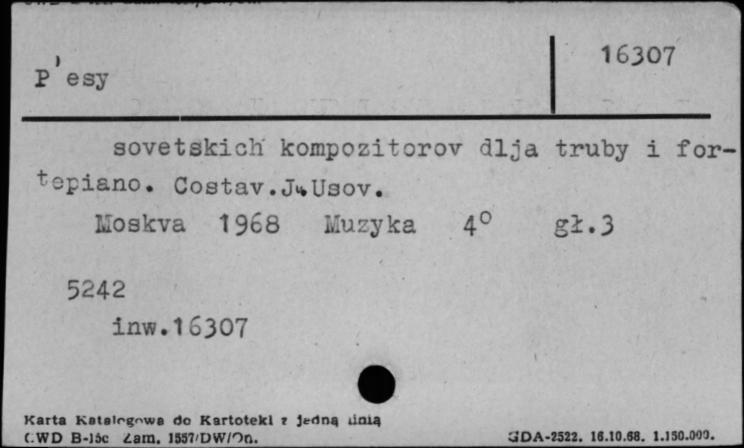 16307
P'esy
sovetskich kompozitorov dlja truby i for-
tepiano. Costav.J.Usov.
Moskva 1968 Muzyka 4° gł.3
5242
inw.16307
Karta Katalogowa do Kartoteki z jedną linią
CWD B-15c Zam. 1557/DW/On.
GDA-2522. 16.10.68. 1.150.000.